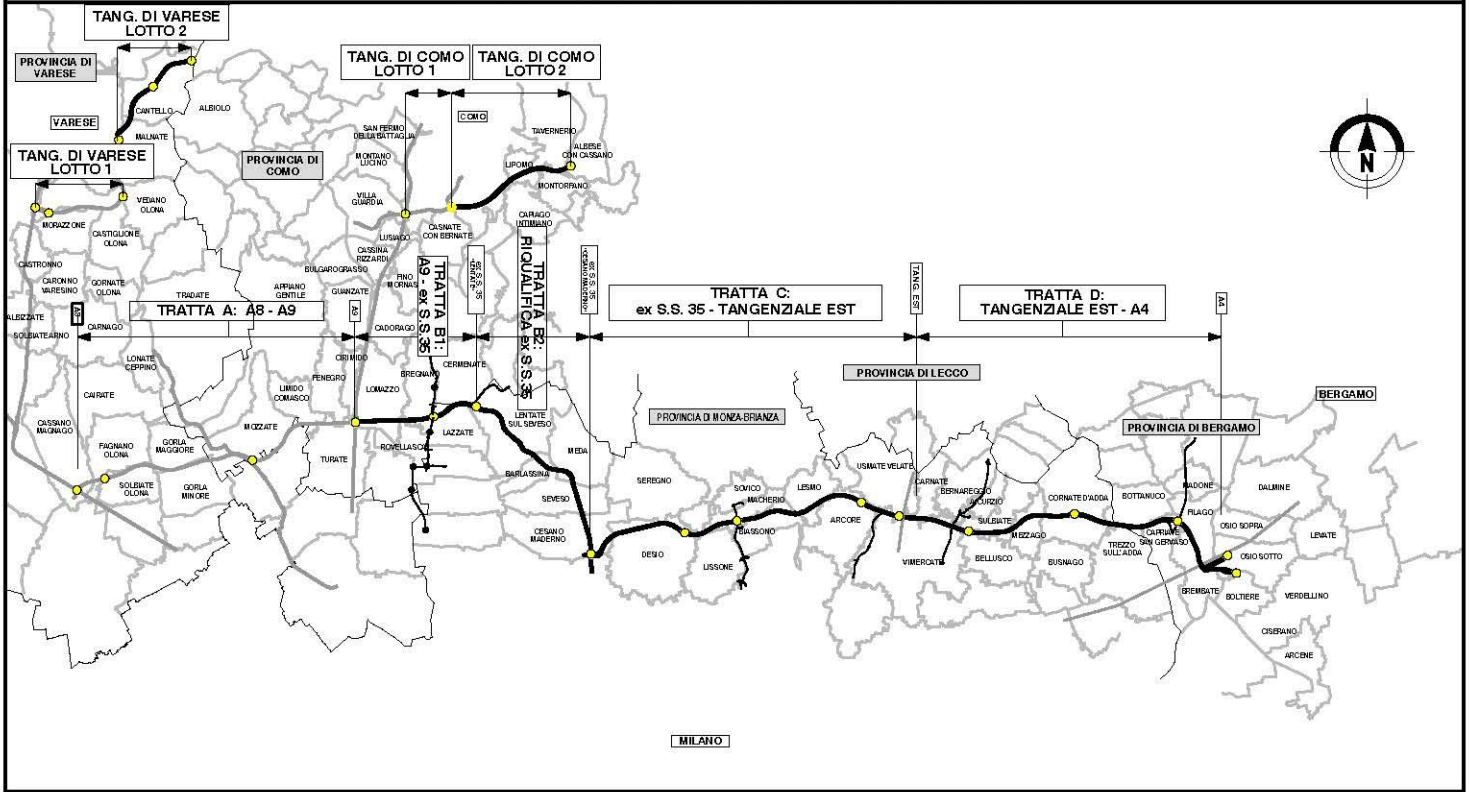 TANG. DI VARESE
LOTTO 2
PROVINCIA DI
VARESE
CANTELLO
ALBIOLO
VARESE
MALNATE
TANG. DI VARESE
LOTTO 1
VEDANO
OLONA
MORAZZONE
CASTIGLIONE
OLONA
TANG. DI COMO
LOTTO 1
TANG. DI COMO
LOTTO 2
COMO
PROVINCIA DI
COMO
SAN FERMO
DELLA BATTAGLIA
MONTANO
LUCINO
VILLA
GUARDIA
TAVERNERIO
ALBESE
CON CASSANO
LIPOMO
MONTORFANO
CAPIAGO
INTIMIANO
CASNATE
CON BERNATE
LUISAGO
CASSINA
RIZZARDI
BULGAROGRASSO
FINO
MORNAS
N
CASTRONNO
CARONNO
VARESINO
GORNATE
OLONA
ALBIZZATE
SOLBIATE ARNO
CARNAGO
TRADATE
APPIANO
GENTILE
GUANZATE
CADORAGO
A8
TRATTA A: A8 - A9
A9
TRATTA B1:
A9 - ex S.S.35
ex S.S. 35
-LENTATE-
TRATTA B2:
RIQUALIFICA ex S.S.35
ex S.S. 35
-CESANO MADERNO-
TRATTA C:
ex S.S. 35 - TANGENZIALE EST
TANG. EST
TRATTA D:
TANGENZIALE EST - A4
A4
LONATE
CEPPINO
CAIRATE
LIMIDO
COMASCO
FENEGRO
CIRIMIDO
LOMAZZO
BREGNANO
CERMENATE
PROVINCIA DI LECCO
PROVINCIA DI MONZA-BRIANZA
BERGAMO
PROVINCIA DI BERGAMO
CASSANO
MAGNAGO
FAGNANO
OLONA
GORLA
MAGGIORE
MOZZATE
SOLBIATE
OLONA
GORLA
MINORE
TURATE
ROVELLASCA
LAZZATE
LENTATE
SUL SEVESO
BARLASSINA
MEDA
SEVESO
CESANO
MADERNO
SEREGNO
DESIO
SOVICO
MACHERIO
BIASSONO
LISSONE
LESMO
ARCORE
USMATE VELATE
CARNATE
BERNAREGGIO
AICURZIO
SULBIATE
VIMERCATE
BELLUSCO
MEZZAGO
CORNATE D'ADDA
BUSNAGO
TREZZO
SULL'ADDA
BOTTANUCO
MADONE
FILAGO
CAPRIATE
SAN GERVASO
DALMINE
OSIO SOPRA
OSIO SOTTO
LEVATE
BREMBATE
BOLTIERE
VERDELLINO
CISERANO
ARCENE
MILANO